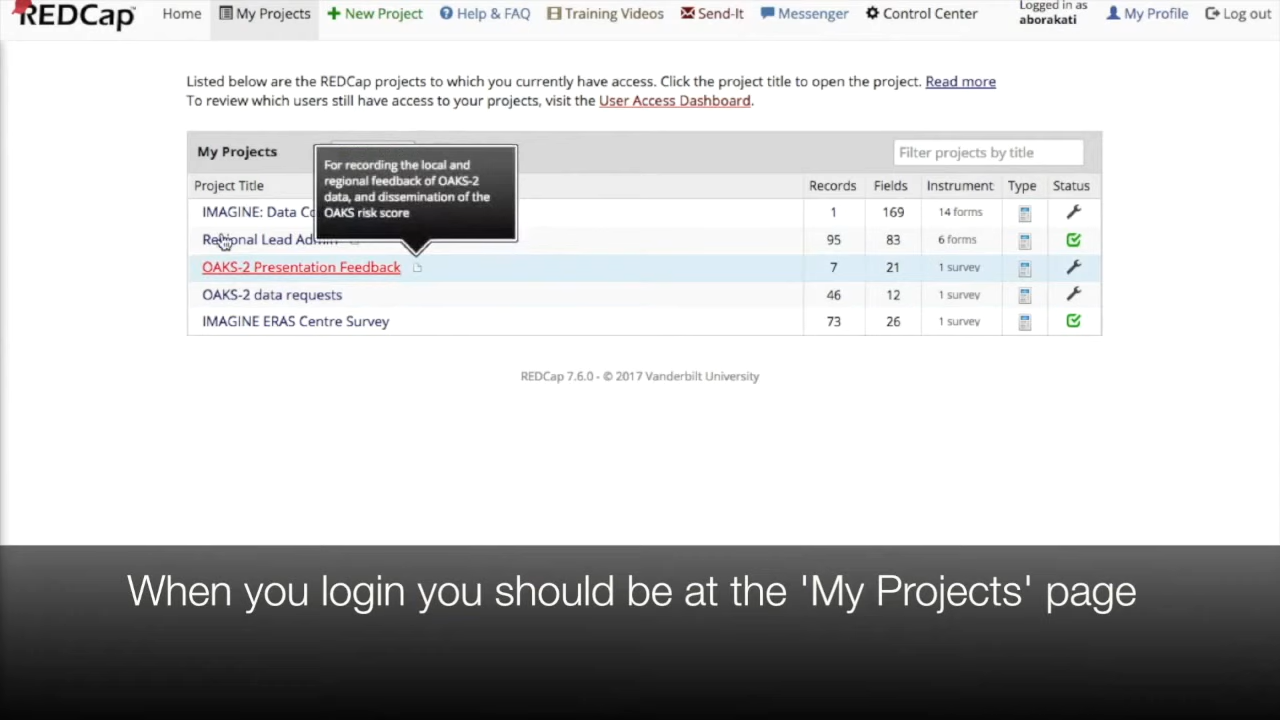 REDCap
Home My Projects New Project Help & FAQ Training Videos Send-It Messenger Control Center Logged in as aborakati My Profile Log out
Listed below are the REDCap projects to which you currently have access. Click the project title to open the project. Read more
To review which users still have access to your projects, visit the User Access Dashboard.
My Projects Filter projects by title
For recording the local and
regional feedback of OAKS-2
data, and dissemination of the
OAKS risk score
Project Title Records Fields Instrument Type Status
IMAGINE: Data 1 169 14 forms
Regional Lead Admin 95 83 6 forms
OAKS-2 Presentation Feedback 7 21 1 survey
OAKS-2 data requests 46 12 1 survey
IMAGINE ERAS Centre Survey 73 26 1 survey
REDCap 7.6.0 - © 2017 Vanderbilt University
When you login you should be at the 'My Projects' page